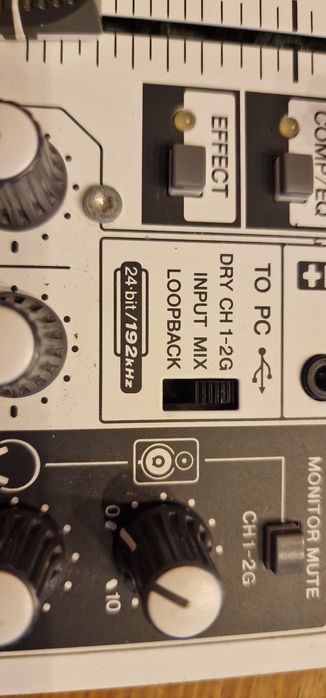 COMP/EQ
EFFECT
TO PC
DRY CH 1-2G
INPUT MIX
LOOPBACK
24-bit/192kHz
MONITOR MUTE
CH1-2G
0
10